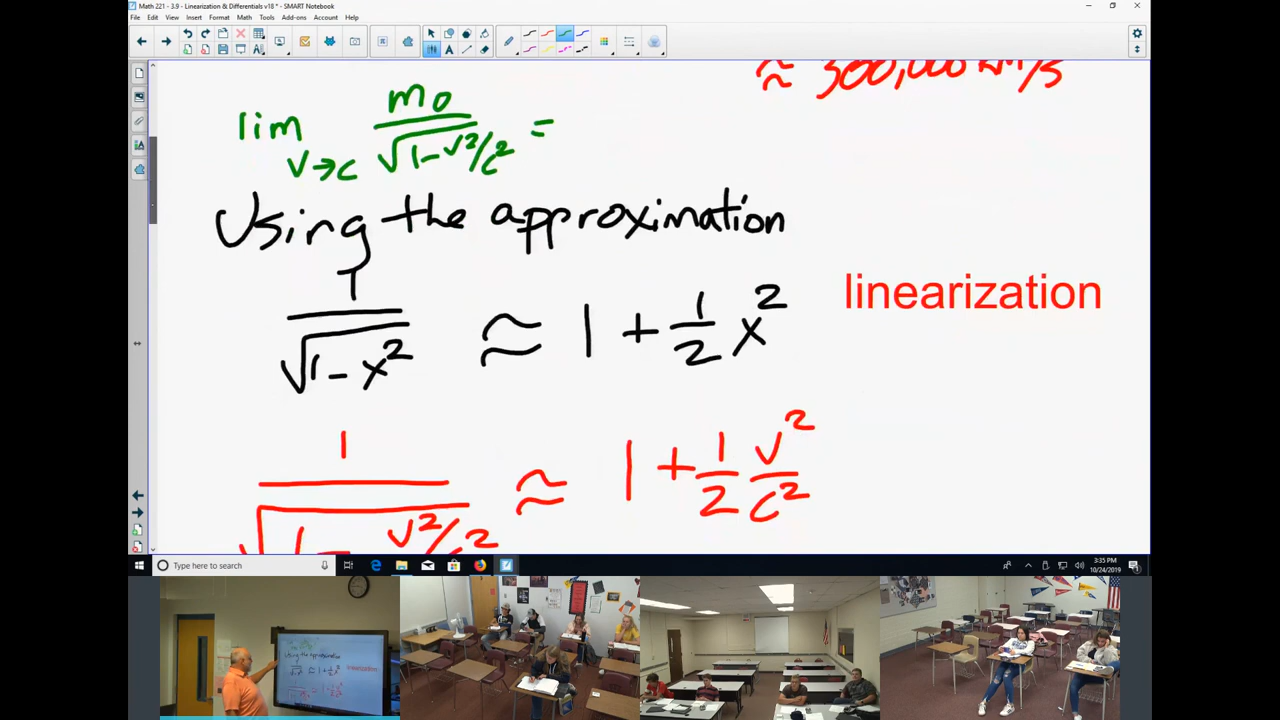 Math 221 - 3.9 - Linearization & Differentials v18 * - SMART Notebook
File Edit View Insert Format Math Tools Add-ons Account Help
≈ 300,000 km/s
lim v→c m₀/√(1-v²/c²) =
Using the approximation
1/√(1-x²) ≈ 1 + 1/2 x²
linearization
1/√(1-v²/c²) ≈ 1 + 1/2 v²/c²
Type here to search
3:35 PM
10/24/2019